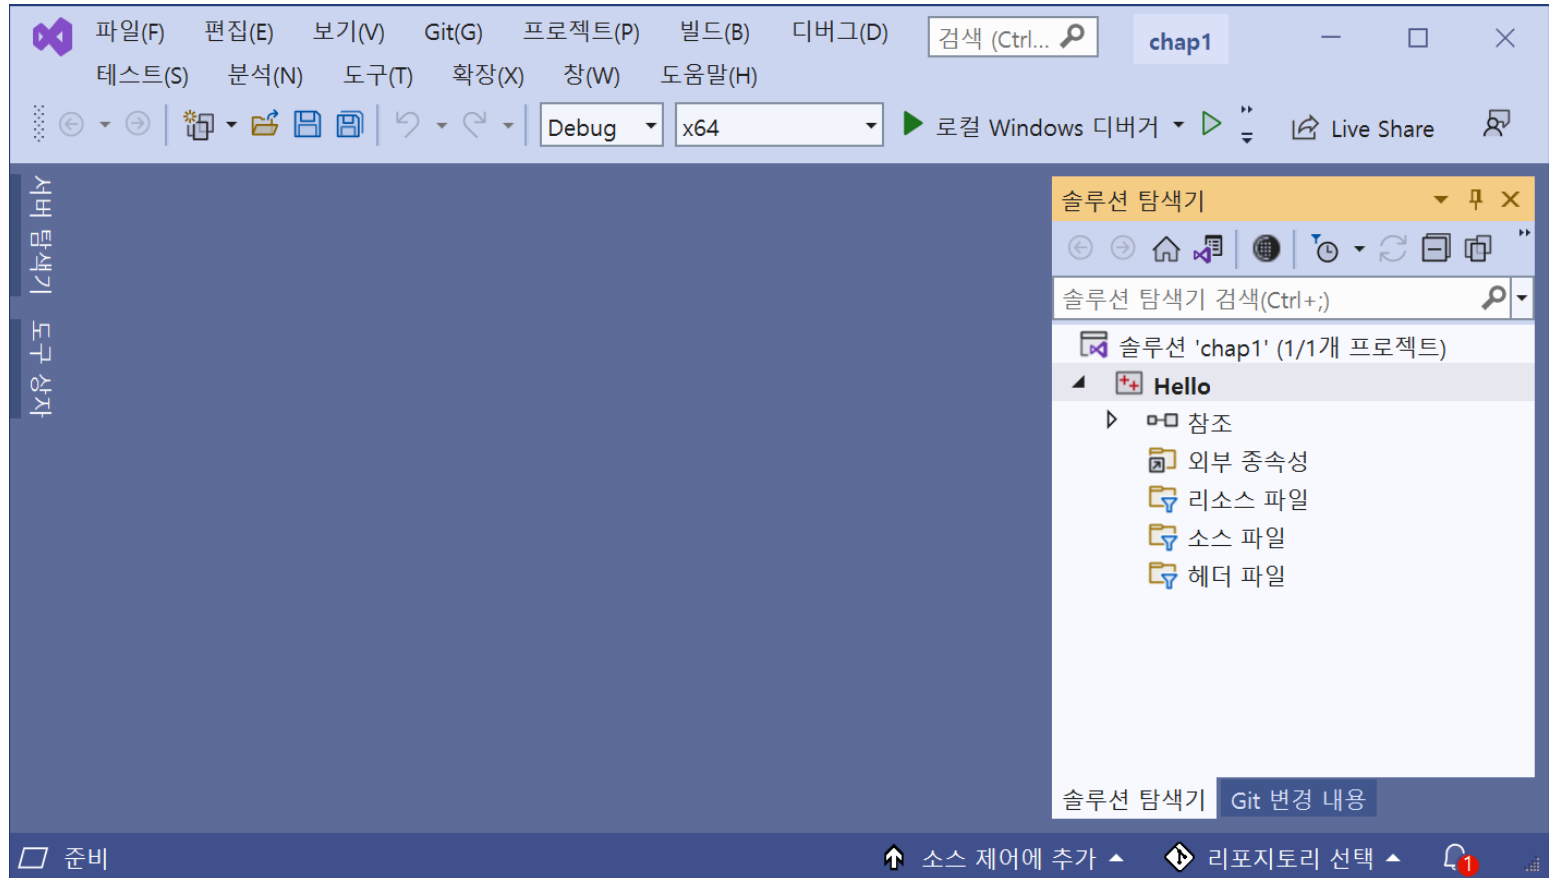 파일(F) 편집(E) 보기(V) Git(G) 프로젝트(P) 빌드(B) 디버그(D) 검색 (Ctrl... chap1
테스트(S) 분석(N) 도구(T) 확장(X) 창(W) 도움말(H)
Debug x64 로컬 Windows 디버거 Live Share
서버 탐색기
도구 상자
솔루션 탐색기
솔루션 탐색기 검색(Ctrl+;)
솔루션 'chap1' (1/1개 프로젝트)
Hello
참조
외부 종속성
리소스 파일
소스 파일
헤더 파일
솔루션 탐색기 Git 변경 내용
준비 소스 제어에 추가 리포지토리 선택 1